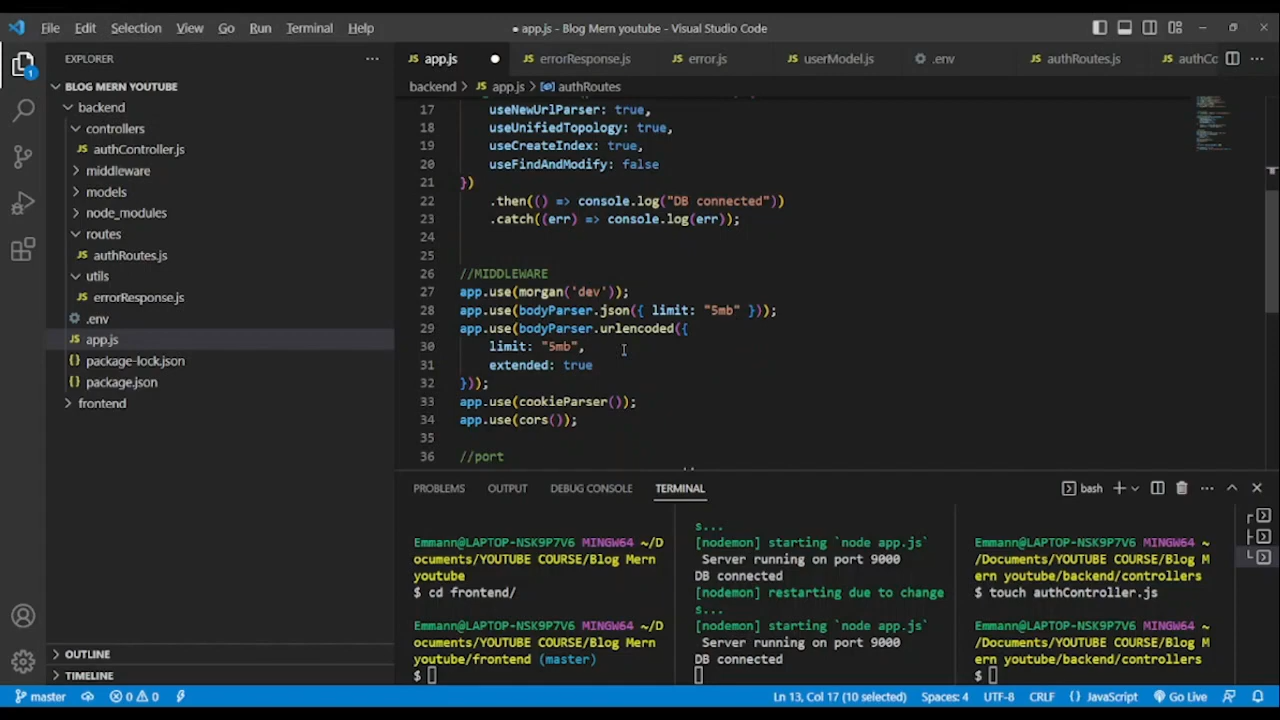 File Edit Selection View Go Run Terminal Help
● app.js - Blog Mern youtube - Visual Studio Code
EXPLORER
1
BLOG MERN YOUTUBE
backend
controllers
JS authController.js
middleware
models
node_modules
routes
JS authRoutes.js
utils
JS errorResponse.js
.env
JS app.js
{} package-lock.json
{} package.json
frontend
OUTLINE
TIMELINE
JS app.js ● JS errorResponse.js JS error.js JS userModel.js .env JS authRoutes.js JS authCo
backend > JS app.js > authRoutes
17 useNewUrlParser: true,
18 useUnifiedTopology: true,
19 useCreateIndex: true,
20 useFindAndModify: false
21 })
22 .then(() => console.log("DB connected"))
23 .catch((err) => console.log(err));
24
25
26 //MIDDLEWARE
27 app.use(morgan('dev'));
28 app.use(bodyParser.json({ limit: "5mb" }));
29 app.use(bodyParser.urlencoded({
30 limit: "5mb",
31 extended: true
32 }));
33 app.use(cookieParser());
34 app.use(cors());
35
36 //port
PROBLEMS OUTPUT DEBUG CONSOLE TERMINAL
bash
Emmann@LAPTOP-NSK9P7V6 MINGW64 ~/D
ocuments/YOUTUBE COURSE/Blog Mern
youtube
$ cd frontend/
Emmann@LAPTOP-NSK9P7V6 MINGW64 ~/D
ocuments/YOUTUBE COURSE/Blog Mern
youtube/frontend (master)
$
s...
[nodemon] starting `node app.js`
Server running on port 9000
DB connected
[nodemon] restarting due to change
s...
[nodemon] starting `node app.js`
Server running on port 9000
DB connected
Emmann@LAPTOP-NSK9P7V6 MINGW64 ~
/Documents/YOUTUBE COURSE/Blog M
ern youtube/backend/controllers
$ touch authController.js
Emmann@LAPTOP-NSK9P7V6 MINGW64 ~
/Documents/YOUTUBE COURSE/Blog M
ern youtube/backend/controllers
$
master 0 0 Ln 13, Col 17 (10 selected) Spaces: 4 UTF-8 CRLF {} JavaScript Go Live